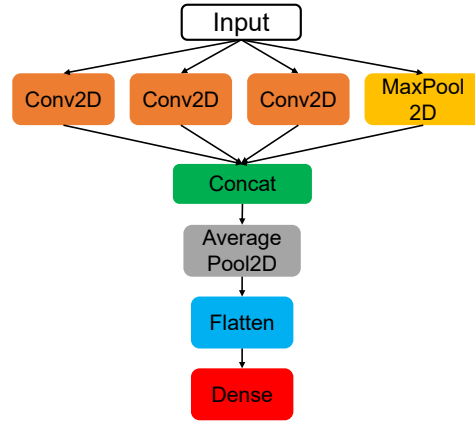 Input
Conv2D
Conv2D
Conv2D
MaxPool
2D
Concat
Average
Pool2D
Flatten
Dense